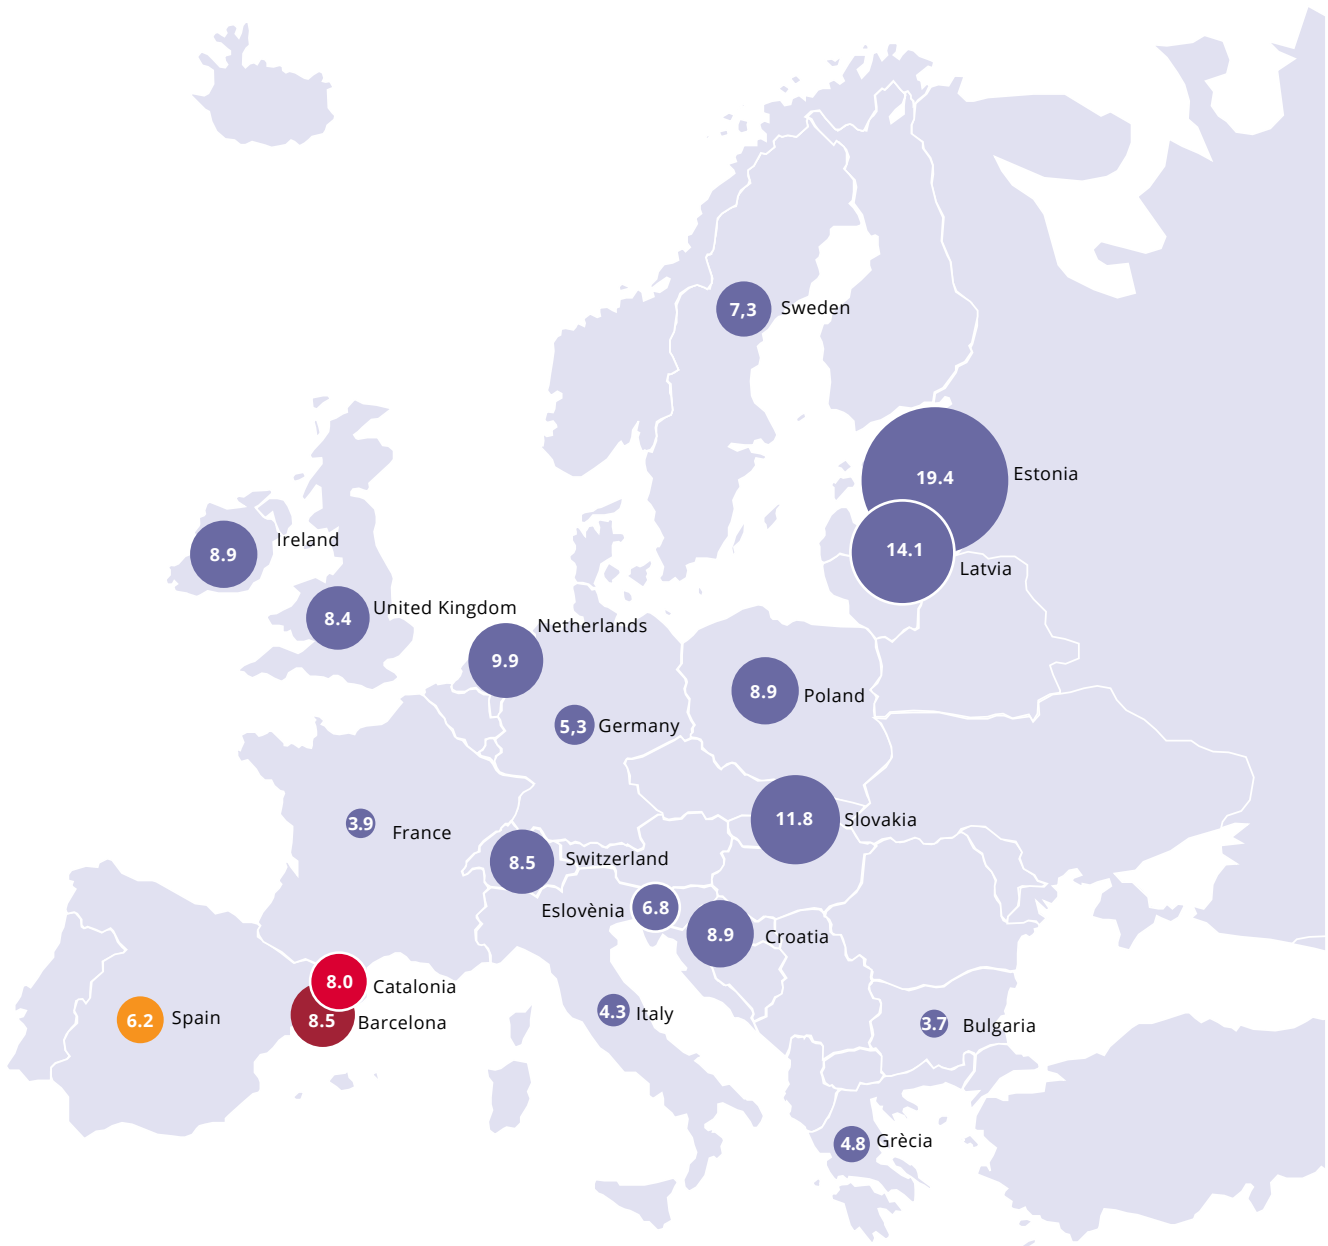 7,3
Sweden
19.4
Estonia
14.1
Latvia
8.9
Ireland
8.4
United Kingdom
Netherlands
9.9
8.9
Poland
5,3
Germany
11.8
Slovakia
3.9
France
8.5
Switzerland
Eslovènia
6.8
8.9
Croatia
8.0
Catalonia
8.5
Barcelona
6.2
Spain
4.3
Italy
3.7
Bulgaria
4.8
Grècia